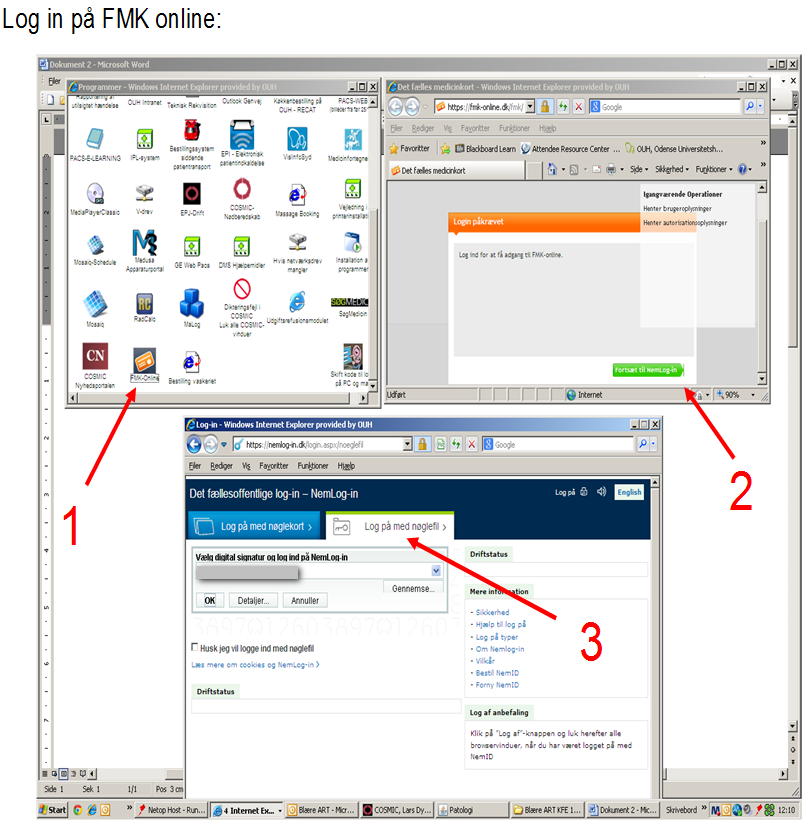 Log in på FMK online:
Dokument 2 - Microsoft Word
Filer
Programmer - Windows Internet Explorer provided by OUH
Rapportering af utilsigtet hændelse
OUH Intranet
Teknisk Rekvisition
Outlook Genvej
Køkkenbestilling på OUH - RECAT
PACS-WEB
(billeder fra før 25
PACS-E-LEARNING
IPL-system
Bestillingssystem siddende patienttransport
EPI - Elektronisk patientindkaldelse
VisInfoSyd
Medicinfortegne
MediaPlayerClassic
V-drev
EPJ-Drift
COSMIC-Nødberedskab
Massage Booking
Vejledning i printerinstallation
Mosaiq-Schedule
Medusa Apparaturportal
GE Web Pacs
DMS Hjælpemidler
Hvis netværksdrev mangler
Installation a programmer
Mosaiq
RadCalc
MaLog
Dikteringsfejl i COSMIC
Luk alle COSMIC-vinduer
Udgiftsrefusionsmodulet
SØGMEDIC
SøgMedicin
CN
COSMIC Nyhedsportalen
FMK-Online
Bestilling vaskeriet
Skift kode til lo
på PC og ma
Det fælles medicinkort - Windows Internet Explorer provided by OUH
https://fmk-online.dk/fmk/
Google
Filer Rediger Vis Favoritter Funktioner Hjælp
Favoritter
Blackboard Learn
Attendee Resource Center ...
OUH, Odense Universitetsh...
Det fælles medicinkort
Side
Sikkerhed
Funktioner
Igangværende Operationer
Henter brugeroplysninger
Henter autorisationsoplysninger
Login påkrævet
Log ind for at få adgang til FMK-online.
Fortsæt til NemLog-in
Udført
Internet
90%
1
2
Log-in - Windows Internet Explorer provided by OUH
https://nemlog-in.dk/login.aspx/noeglefil
Google
Filer Rediger Vis Favoritter Funktioner Hjælp
Det fællesoffentlige log-in – NemLog-in
Log på
English
Log på med nøglekort ›
Log på med nøglefil ›
Vælg digital signatur og log ind på NemLog-in
Gennemse...
OK
Detaljer...
Annuller
Husk jeg vil logge ind med nøglefil
Læs mere om cookies og NemLog-in ›
Driftstatus
Driftstatus
Mere information
Sikkerhed
Hjælp til log på
Log på typer
Om Nemlog-in
Vilkår
Bestil NemID
Forny NemID
Log af anbefaling
Klik på "Log af"-knappen og luk herefter alle
browservinduer, når du har været logget på med
NemID
3
Side 1 Sek. 1 1/1 Pos 3 cm
Start
Netop Host - Run...
4 Internet Ex...
Blære ART - Micr...
COSMIC, Lars Dy...
Patologi
Blære ART KFE 1...
Dokument 2 - Mic...
Skrivebord
12:10